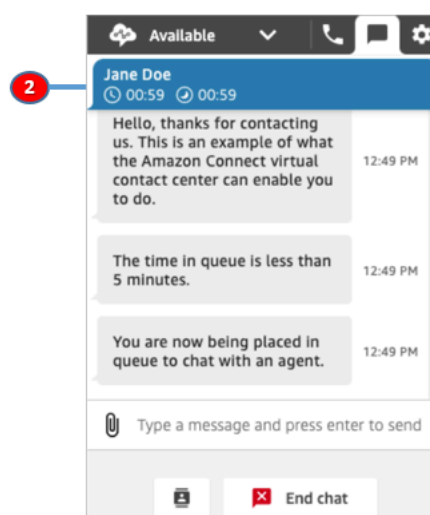 Available
2
Jane Doe
00:59 00:59
Hello, thanks for contacting
us. This is an example of what
the Amazon Connect virtual
contact center can enable you
to do.
12:49 PM
The time in queue is less than
5 minutes.
12:49 PM
You are now being placed in
queue to chat with an agent.
12:49 PM
Type a message and press enter to send
End chat